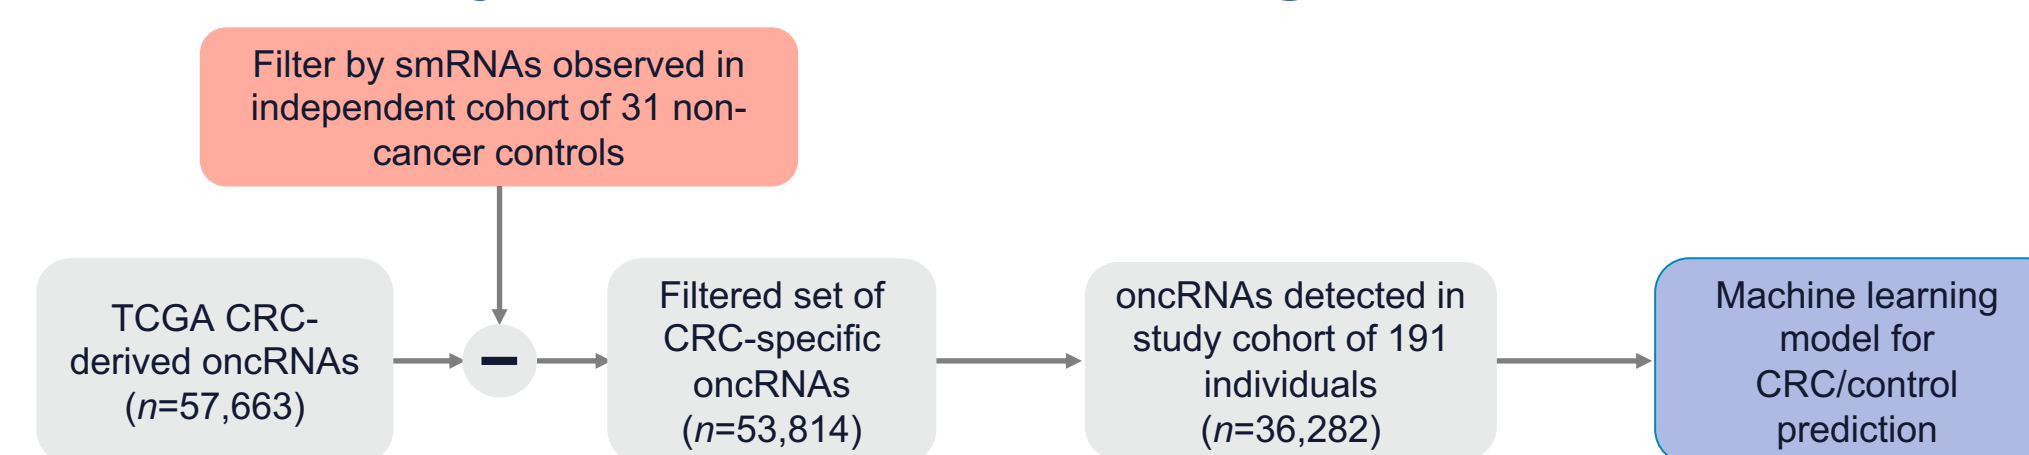 Filter by smRNAs observed in
independent cohort of 31 non-
cancer controls
TCGA CRC-
derived oncRNAs
(n=57,663)
–
Filtered set of
CRC-specific
oncRNAs
(n=53,814)
oncRNAs detected in
study cohort of 191
individuals
(n=36,282)
Machine learning
model for
CRC/control
prediction